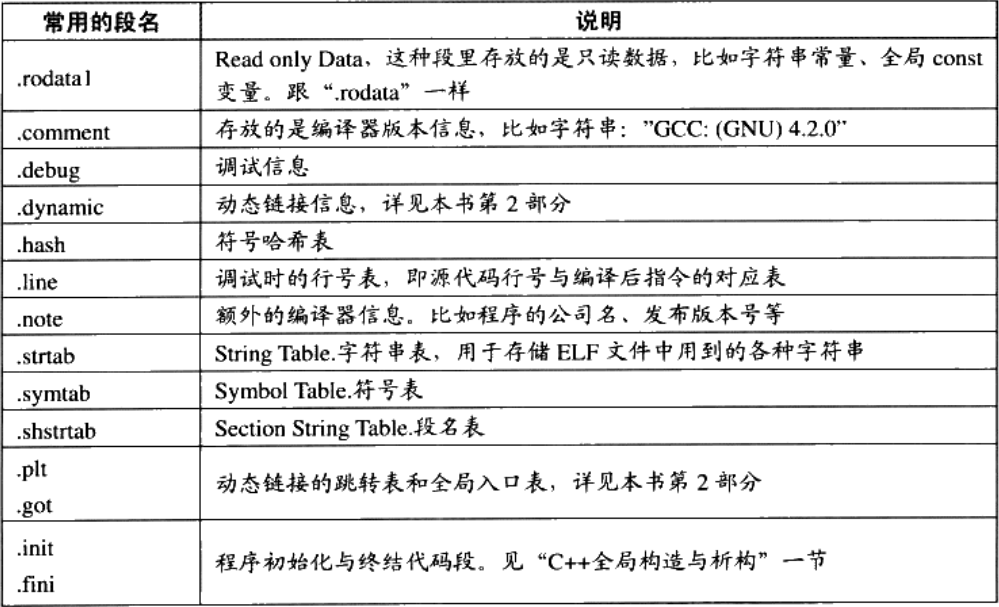 常用的段名 说明
.rodata1 Read only Data，这种段里存放的是只读数据，比如字符串常量、全局 const
变量。跟“.rodata”一样
.comment 存放的是编译器版本信息，比如字符串：”GCC: (GNU) 4.2.0”
.debug 调试信息
.dynamic 动态链接信息，详见本书第 2 部分
.hash 符号哈希表
.line 调试时的行号表，即源代码行号与编译后指令的对应表
.note 额外的编译器信息。比如程序的公司名、发布版本号等
.strtab String Table.字符串表，用于存储 ELF 文件中用到的各种字符串
.symtab Symbol Table.符号表
.shstrtab Section String Table.段名表
.plt
.got
动态链接的跳转表和全局入口表，详见本书第 2 部分
.init
.fini
程序初始化与终结代码段。见“C++全局构造与析构”一节